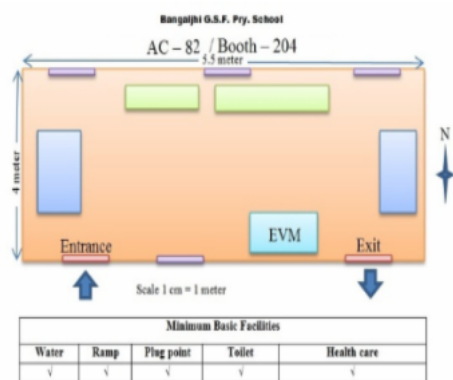 Bangaljhi G.S.F. Pry. School
AC – 82 / Booth – 204
5.5 meter
4 meter
N
EVM
Entrance
Exit
Scale 1 cm = 1 meter
Minimum Basic Facilities
Water Ramp Plug point Toilet Health care
√ √ √ √ √